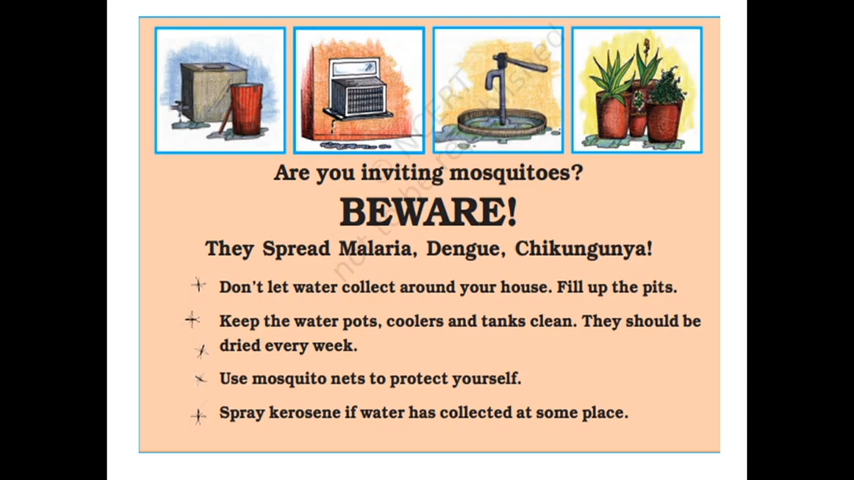 Are you inviting mosquitoes?
BEWARE!
They Spread Malaria, Dengue, Chikungunya!
Don't let water collect around your house. Fill up the pits.
Keep the water pots, coolers and tanks clean. They should be
dried every week.
Use mosquito nets to protect yourself.
Spray kerosene if water has collected at some place.